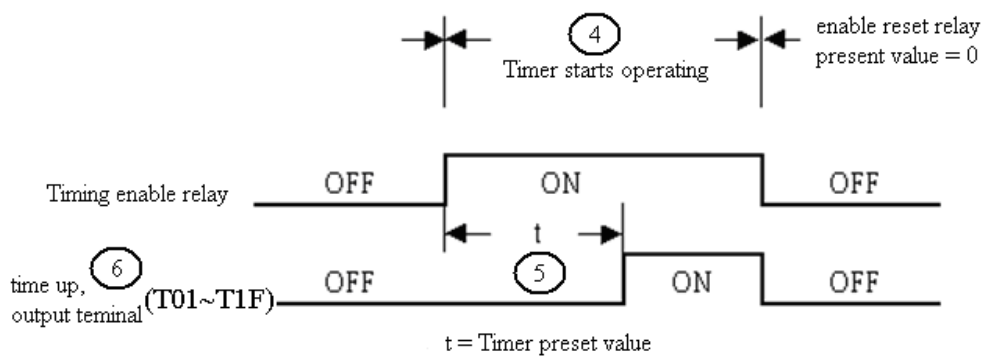 ④
Timer starts operating
enable reset relay
present value = 0
Timing enable relay
OFF
ON
OFF
t
time up, ⑥
output teminal (T01~T1F)
OFF
⑤
ON
OFF
t = Timer preset value